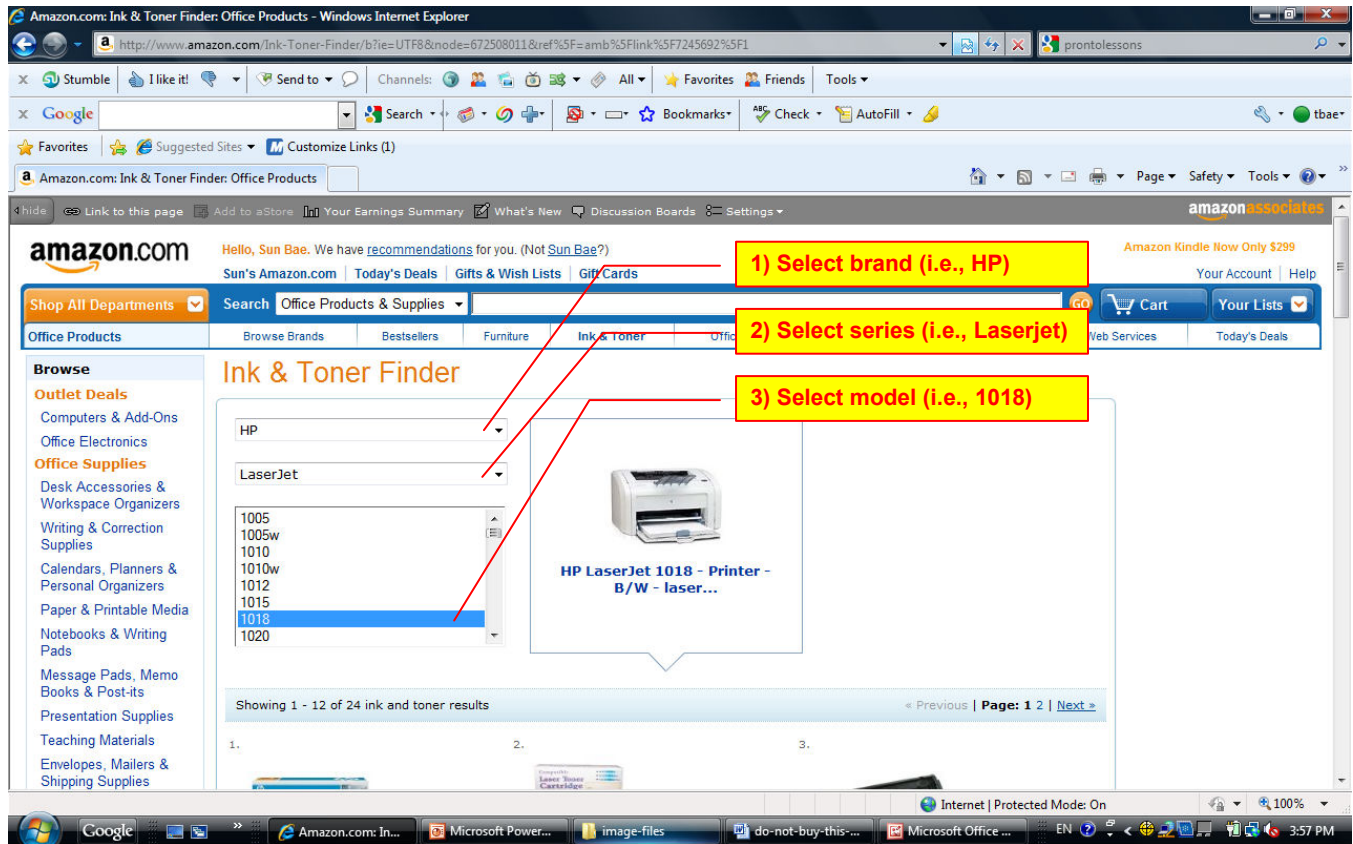 Amazon.com: Ink & Toner Finder: Office Products - Windows Internet Explorer
http://www.amazon.com/Ink-Toner-Finder/b?ie=UTF8&node=672508011&ref%5F=amb%5Flink%5F7245692%5F1
prontolessons
x Stumble I like it! Send to Channels: All Favorites Friends Tools
x Google Search Bookmarks Check AutoFill tbae
Favorites Suggested Sites Customize Links (1)
Amazon.com: Ink & Toner Finder: Office Products
Page Safety Tools »
hide Link to this page Add to aStore Your Earnings Summary What's New Discussion Boards Settings
amazonassociates
amazon.com
Hello, Sun Bae. We have recommendations for you. (Not Sun Bae?)
Amazon Kindle Now Only $299
Sun's Amazon.com | Today's Deals | Gifts & Wish Lists | Gift Cards
Your Account | Help
1) Select brand (i.e., HP)
Shop All Departments
Search Office Products & Supplies
GO
Cart
Your Lists
Office Products
Browse Brands Bestsellers Furniture Ink & Toner Offic
2) Select series (i.e., Laserjet)
Web Services Today's Deals
3) Select model (i.e., 1018)
Browse
Outlet Deals
Computers & Add-Ons
Office Electronics
Office Supplies
Desk Accessories &
Workspace Organizers
Writing & Correction
Supplies
Calendars, Planners &
Personal Organizers
Paper & Printable Media
Notebooks & Writing
Pads
Message Pads, Memo
Books & Post-its
Presentation Supplies
Teaching Materials
Envelopes, Mailers &
Shipping Supplies
Ink & Toner Finder
HP
LaserJet
1005
1005w
1010
1010w
1012
1015
1018
1020
HP LaserJet 1018 - Printer -
B/W - laser...
Showing 1 - 12 of 24 ink and toner results
« Previous | Page: 1 2 | Next »
1.
2.
3.
Laser Toner
Cartridge
Internet | Protected Mode: On
100%
Google » Amazon.com: In... Microsoft Power... image-files do-not-buy-this-... Microsoft Office ... EN 3:57 PM